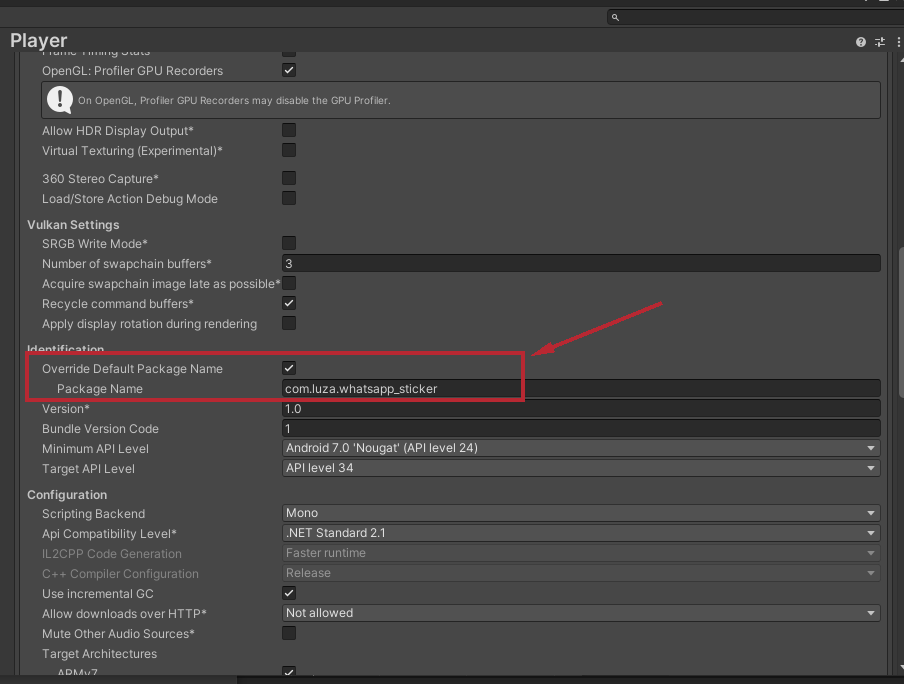 Player
Frame Timing Stats
OpenGL: Profiler GPU Recorders
On OpenGL, Profiler GPU Recorders may disable the GPU Profiler.
Allow HDR Display Output*
Virtual Texturing (Experimental)*
360 Stereo Capture*
Load/Store Action Debug Mode
Vulkan Settings
SRGB Write Mode*
Number of swapchain buffers* 3
Acquire swapchain image late as possible*
Recycle command buffers*
Apply display rotation during rendering
Identification
Override Default Package Name
Package Name com.luza.whatsapp_sticker
Version* 1.0
Bundle Version Code 1
Minimum API Level Android 7.0 'Nougat' (API level 24)
Target API Level API level 34
Configuration
Scripting Backend Mono
Api Compatibility Level* .NET Standard 2.1
IL2CPP Code Generation Faster runtime
C++ Compiler Configuration Release
Use incremental GC
Allow downloads over HTTP* Not allowed
Mute Other Audio Sources*
Target Architectures
ARMv7